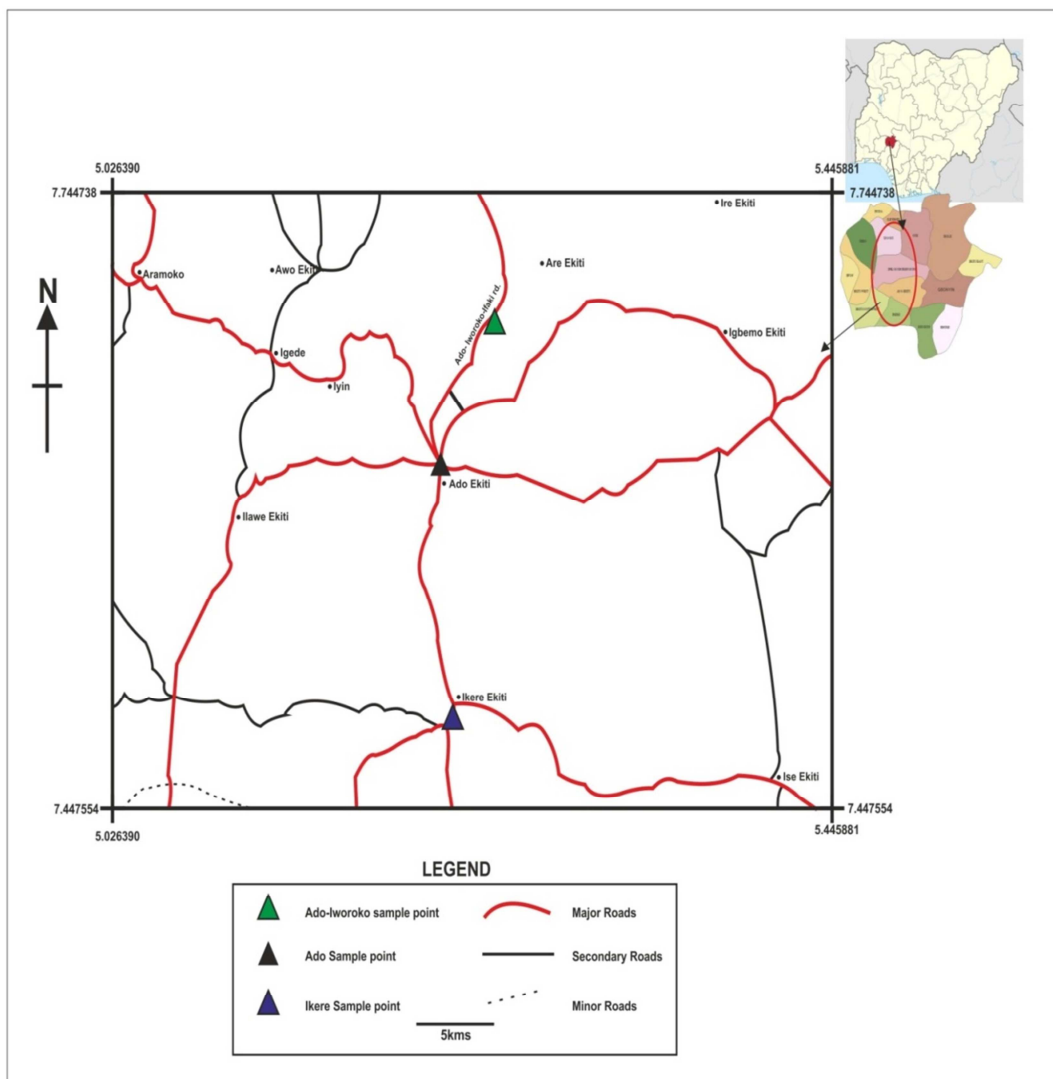 5.026390
5.445881
7.744738
7.744738
Ire Ekiti
Are Ekiti
Aramoko
Awo Ekiti
N
Ado- Iworoko-Ifaki rd.
Igbemo Ekiti
Igede
Iyin
Ado Ekiti
Ilawe Ekiti
Ikere Ekiti
Ise Ekiti
7.447554
7.447554
5.026390
5.445881
LEGEND
Ado-Iworoko sample point
Major Roads
Ado Sample point
Secondary Roads
Ikere Sample point
Minor Roads
5kms